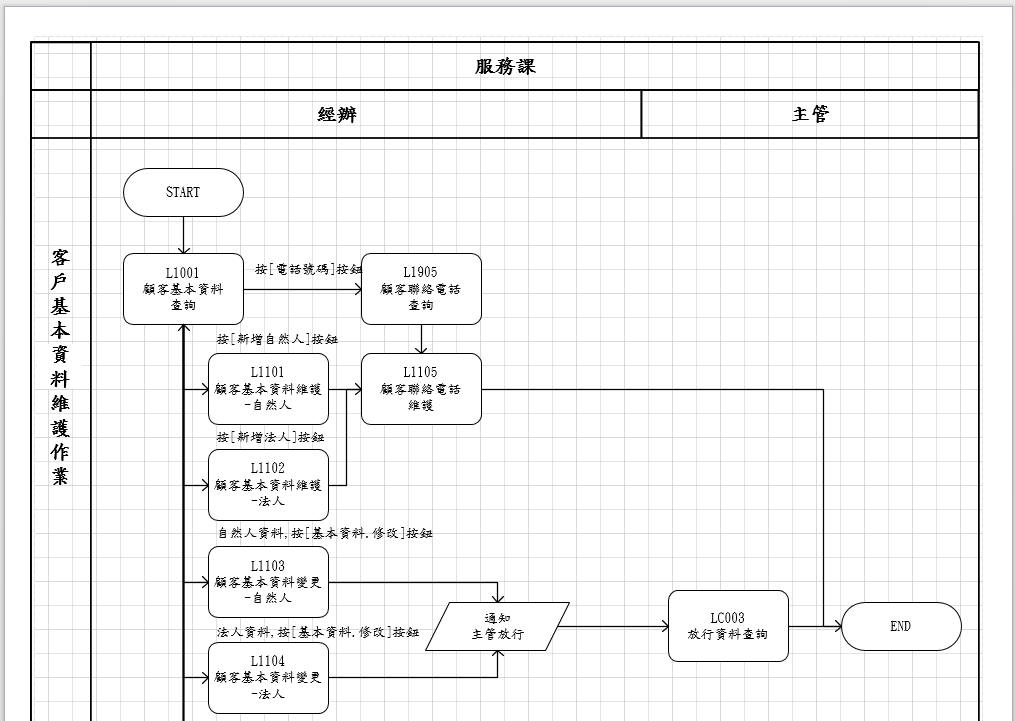 服務課
經辦
主管
客戶基本資料維護作業
START
L1001
顧客基本資料
查詢
按[電話號碼]按鈕
L1905
顧客聯絡電話
查詢
按[新增自然人]按鈕
L1101
顧客基本資料維護
-自然人
L1105
顧客聯絡電話
維護
按[新增法人]按鈕
L1102
顧客基本資料維護
-法人
自然人資料,按[基本資料.修改]按鈕
L1103
顧客基本資料變更
-自然人
通知
主管放行
LC003
放行資料查詢
END
法人資料,按[基本資料.修改]按鈕
L1104
顧客基本資料變更
-法人